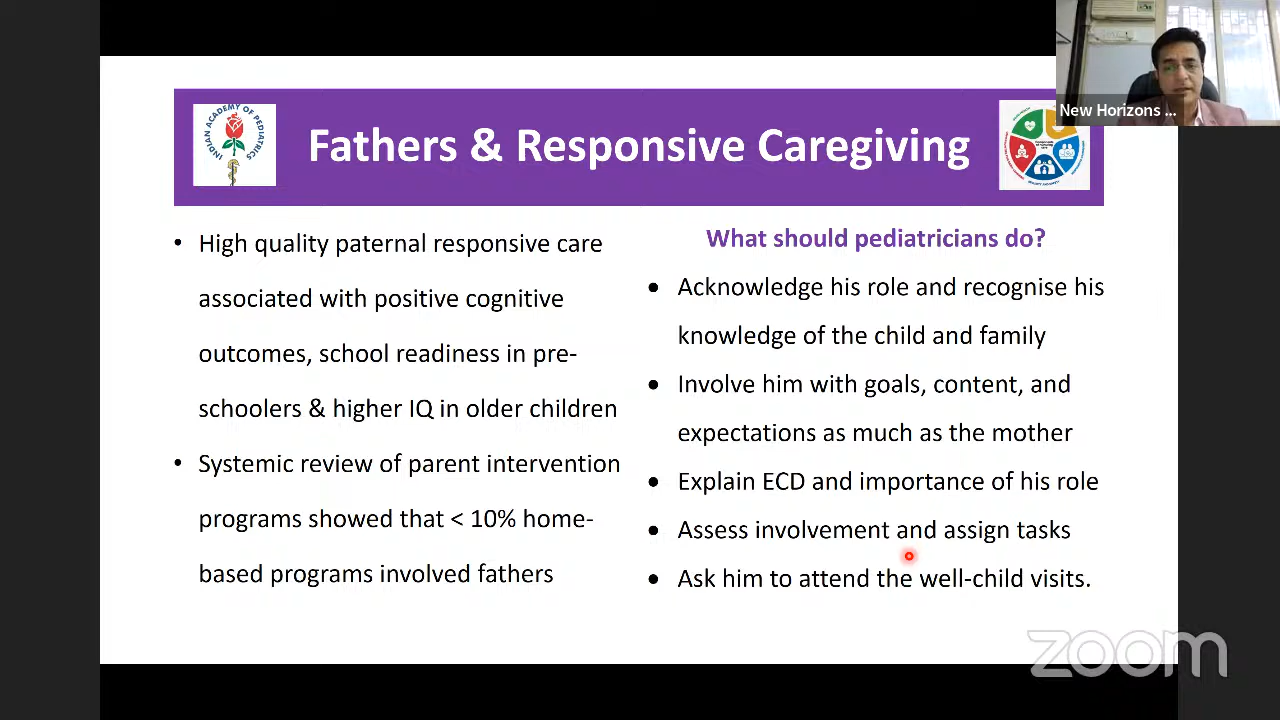 New Horizons ...
INDIAN ACADEMY OF PEDIATRICS
Fathers & Responsive Caregiving
• High quality paternal responsive care
associated with positive cognitive
outcomes, school readiness in pre-
schoolers & higher IQ in older children
• Systemic review of parent intervention
programs showed that < 10% home-
based programs involved fathers
What should pediatricians do?
• Acknowledge his role and recognise his
knowledge of the child and family
• Involve him with goals, content, and
expectations as much as the mother
• Explain ECD and importance of his role
• Assess involvement and assign tasks
• Ask him to attend the well-child visits.
zoom